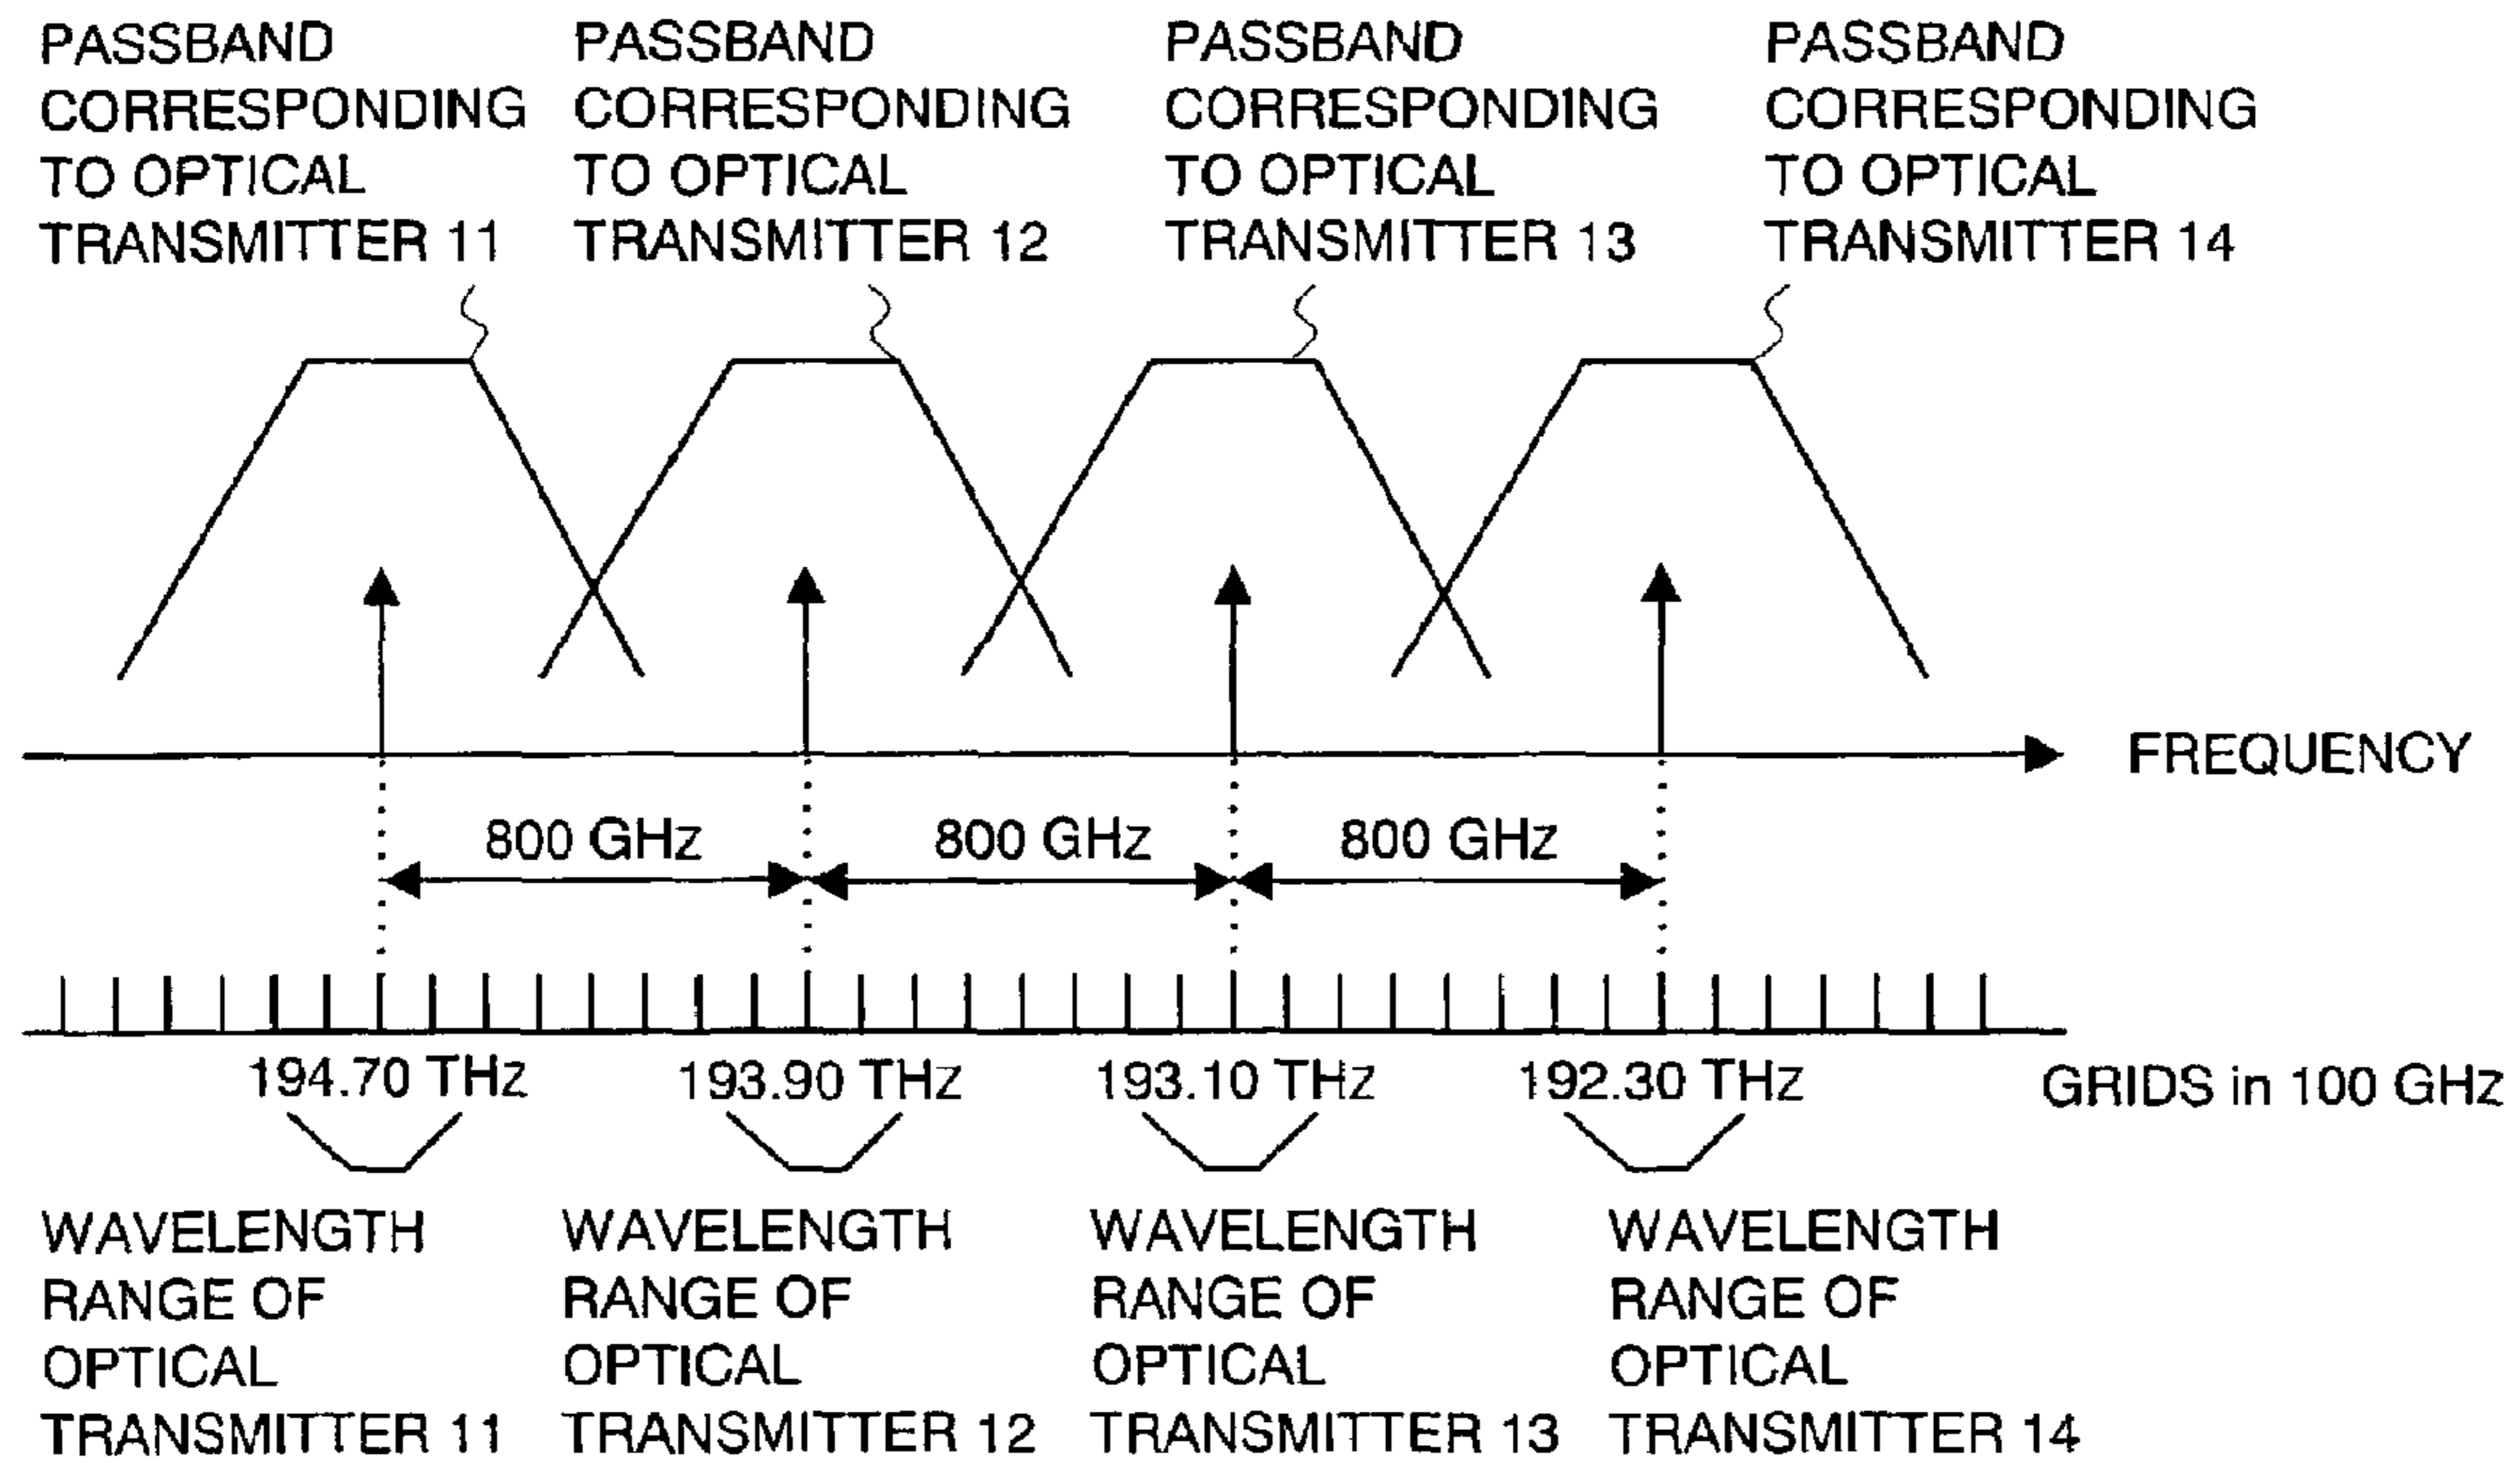 PASSBAND
CORRESPONDING
TO OPTICAL
TRANSMITTER 11
PASSBAND
CORRESPONDING
TO OPTICAL
TRANSMITTER 12
PASSBAND
CORRESPONDING
TO OPTICAL
TRANSMITTER 13
PASSBAND
CORRESPONDING
TO OPTICAL
TRANSMITTER 14
FREQUENCY
800 GHz
800 GHz
800 GHz
194.70 THz
193.90 THz
193.10 THz
192.30 THz
GRIDS in 100 GHz
WAVELENGTH
RANGE OF
OPTICAL
TRANSMITTER 11
WAVELENGTH
RANGE OF
OPTICAL
TRANSMITTER 12
WAVELENGTH
RANGE OF
OPTICAL
TRANSMITTER 13
WAVELENGTH
RANGE OF
OPTICAL
TRANSMITTER 14